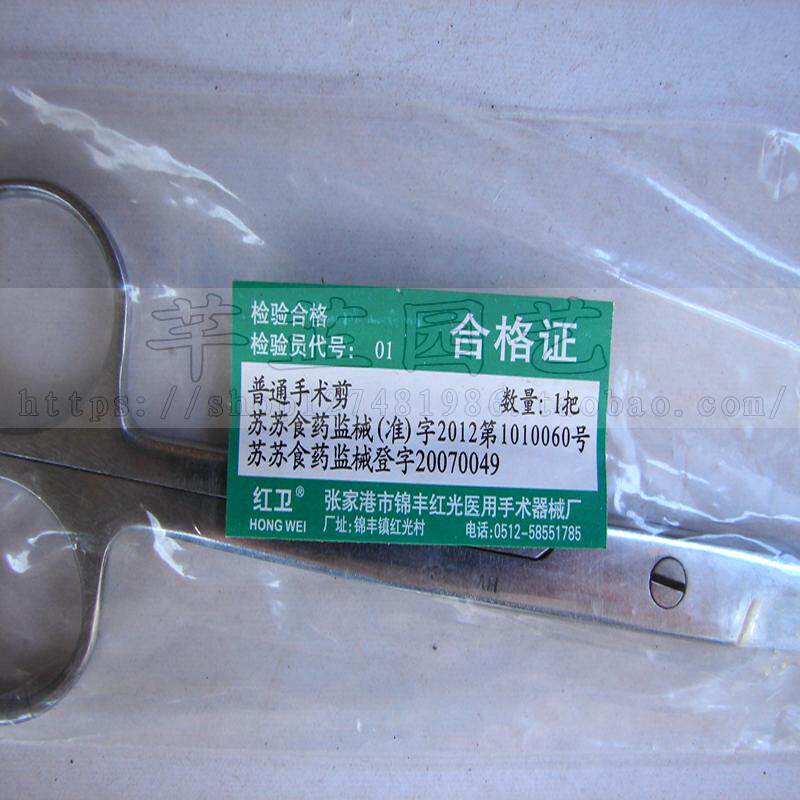 检验合格
检验员代号: 01
合格证
普通手术剪 数量: 1把
苏苏食药监械(准)字2012第1010060号
苏苏食药监械登字20070049
红卫®
HONG WEI
张家港市锦丰红光医用手术器械厂
厂址:锦丰镇红光村 电话:0512-58551785
园艺